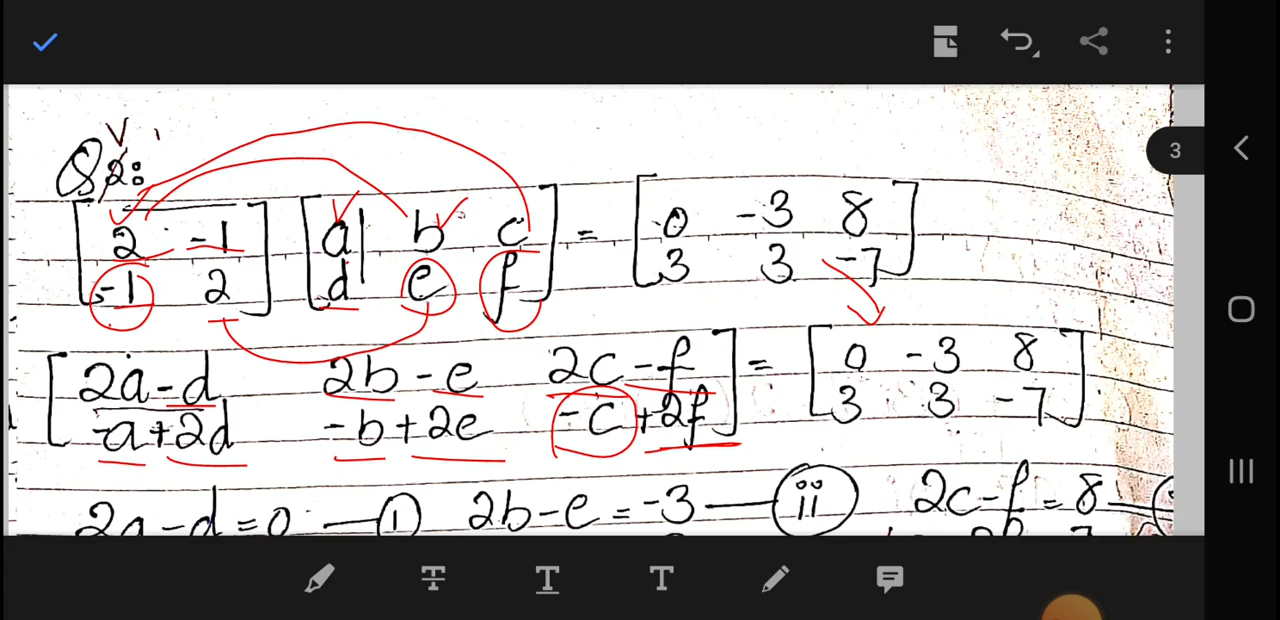 3
Q2:
[2 -1] [a b c] = [0 -3 8]
[-1 2] [d e f] [3 3 -7]
[2a-d 2b-e 2c-f] = [0 -3 8]
[-a+2d -b+2e -c+2f] [3 3 -7]
2a-d=0 — (1) 2b-e=-3 — (ii) 2c-f=8 —
T T T